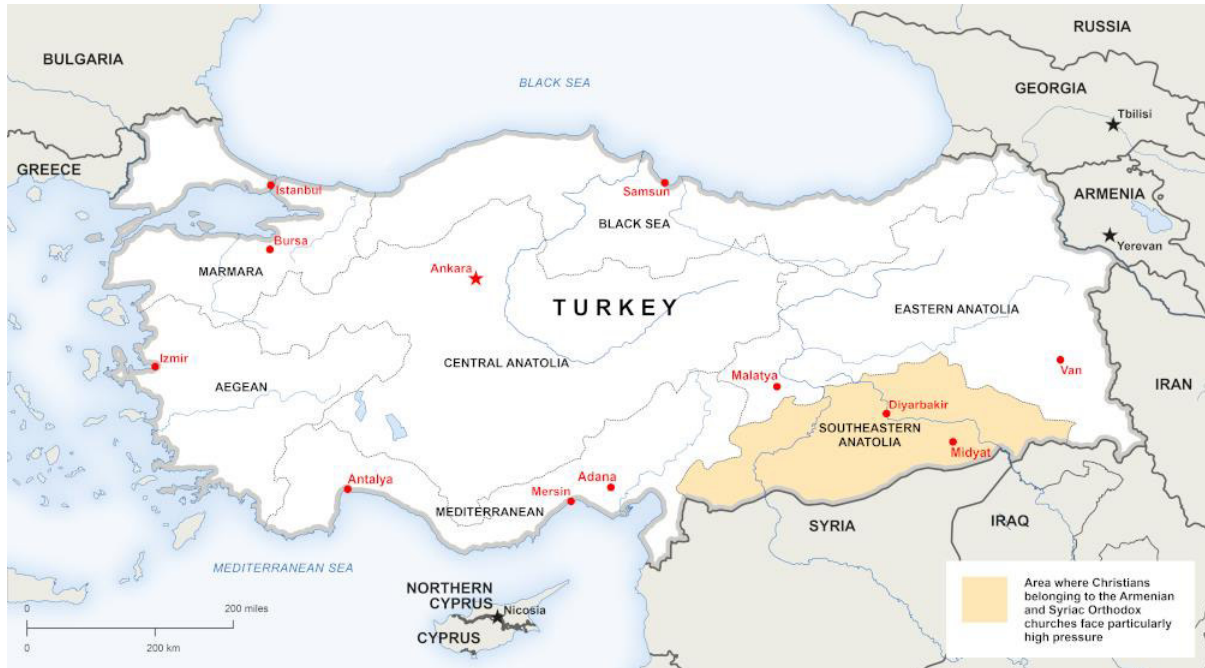 RUSSIA
BULGARIA
BLACK SEA
GEORGIA
Tbilisi
GREECE
Istanbul
Samsun
ARMENIA
BLACK SEA
Bursa
Yerevan
MARMARA
Ankara
TURKEY
EASTERN ANATOLIA
Izmir
CENTRAL ANATOLIA
Van
AEGEAN
Malatya
IRAN
Diyarbakir
SOUTHEASTERN
ANATOLIA
Midyat
Antalya
Adana
Mersin
MEDITERRANEAN
SYRIA
IRAQ
MEDITERRANEAN SEA
NORTHERN
CYPRUS
Nicosia
CYPRUS
0
200 miles
0
200 km
Area where Christians
belonging to the Armenian
and Syriac Orthodox
churches face particularly
high pressure